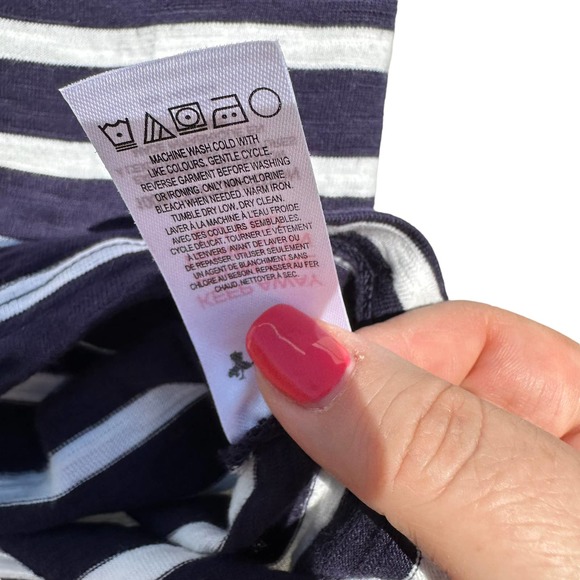 MACHINE WASH COLD WITH
LIKE COLOURS, GENTLE CYCLE.
REVERSE GARMENT BEFORE WASHING
OR IRONING. ONLY NON-CHLORINE
BLEACH WHEN NEEDED. WARM IRON.
TUMBLE DRY LOW. DRY CLEAN.
LAVER À LA MACHINE À L'EAU FROIDE
AVEC DES COULEURS SEMBLABLES,
CYCLE DÉLICAT. TOURNER LE VÊTEMENT
À L'ENVERS AVANT DE LAVER OU
DE REPASSER. UTILISER SEULEMENT
UN AGENT DE BLANCHIMENT SANS
CHLORE AU BESOIN. REPASSER AU FER
CHAUD. NETTOYER À SEC.
KEEP AWAY